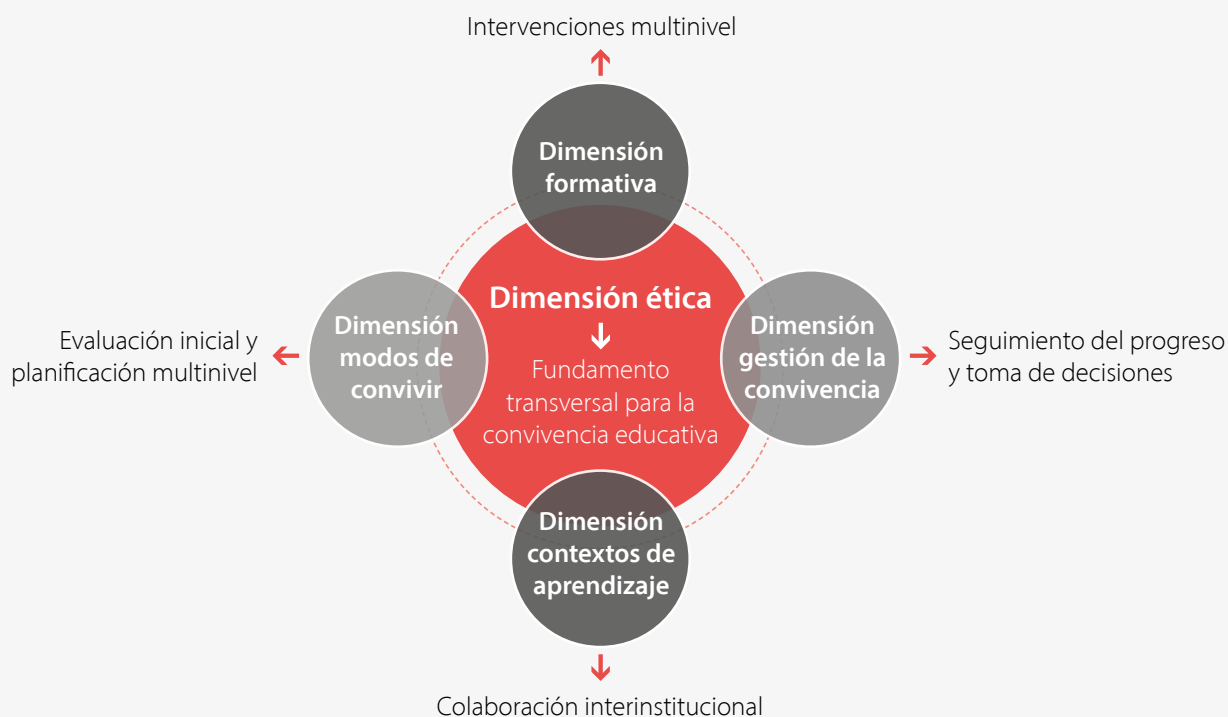 Intervenciones multinivel
Dimensión
formativa
Dimensión ética
Fundamento
transversal para la
convivencia educativa
Dimensión
modos de
convivir
Evaluación inicial y
planificación multinivel
Dimensión
gestión de la
convivencia
Seguimiento del progreso
y toma de decisiones
Dimensión
contextos de
aprendizaje
Colaboración interinstitucional